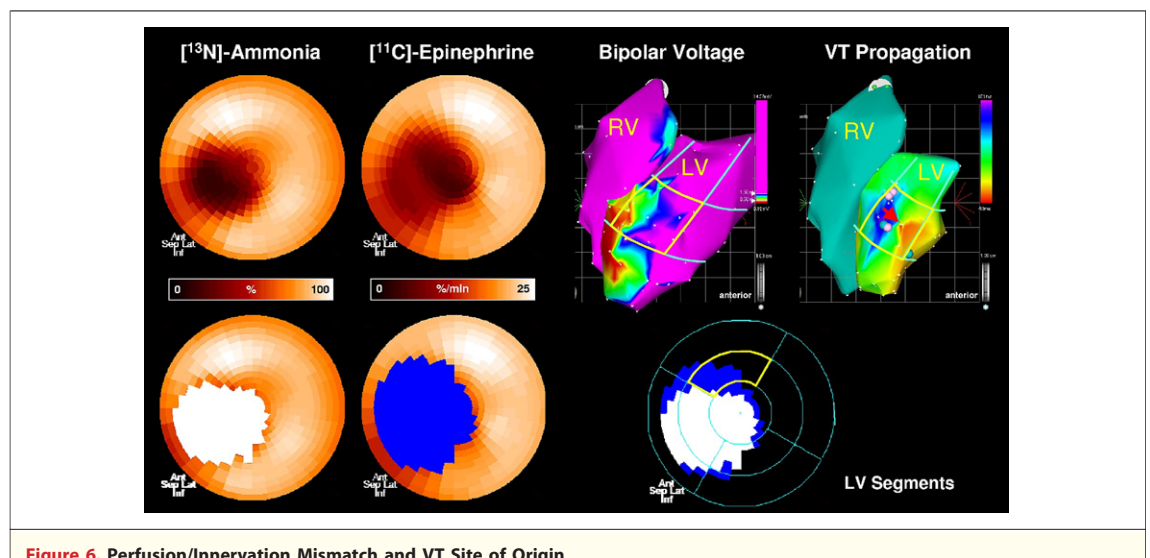 [13N]-Ammonia
[11C]-Epinephrine
Bipolar Voltage
VT Propagation
RV
LV
RV
LV
Ant
Sep Lat
Inf
Ant
Sep Lat
Inf
0 % 100
0 %/min 25
anterior
anterior
Ant
Sep Lat
Inf
Ant
Sep Lat
Inf
Ant
Sep Lat
Inf
LV Segments
Figure 6 Perfusion/Innervation Mismatch and VT Site of Origin